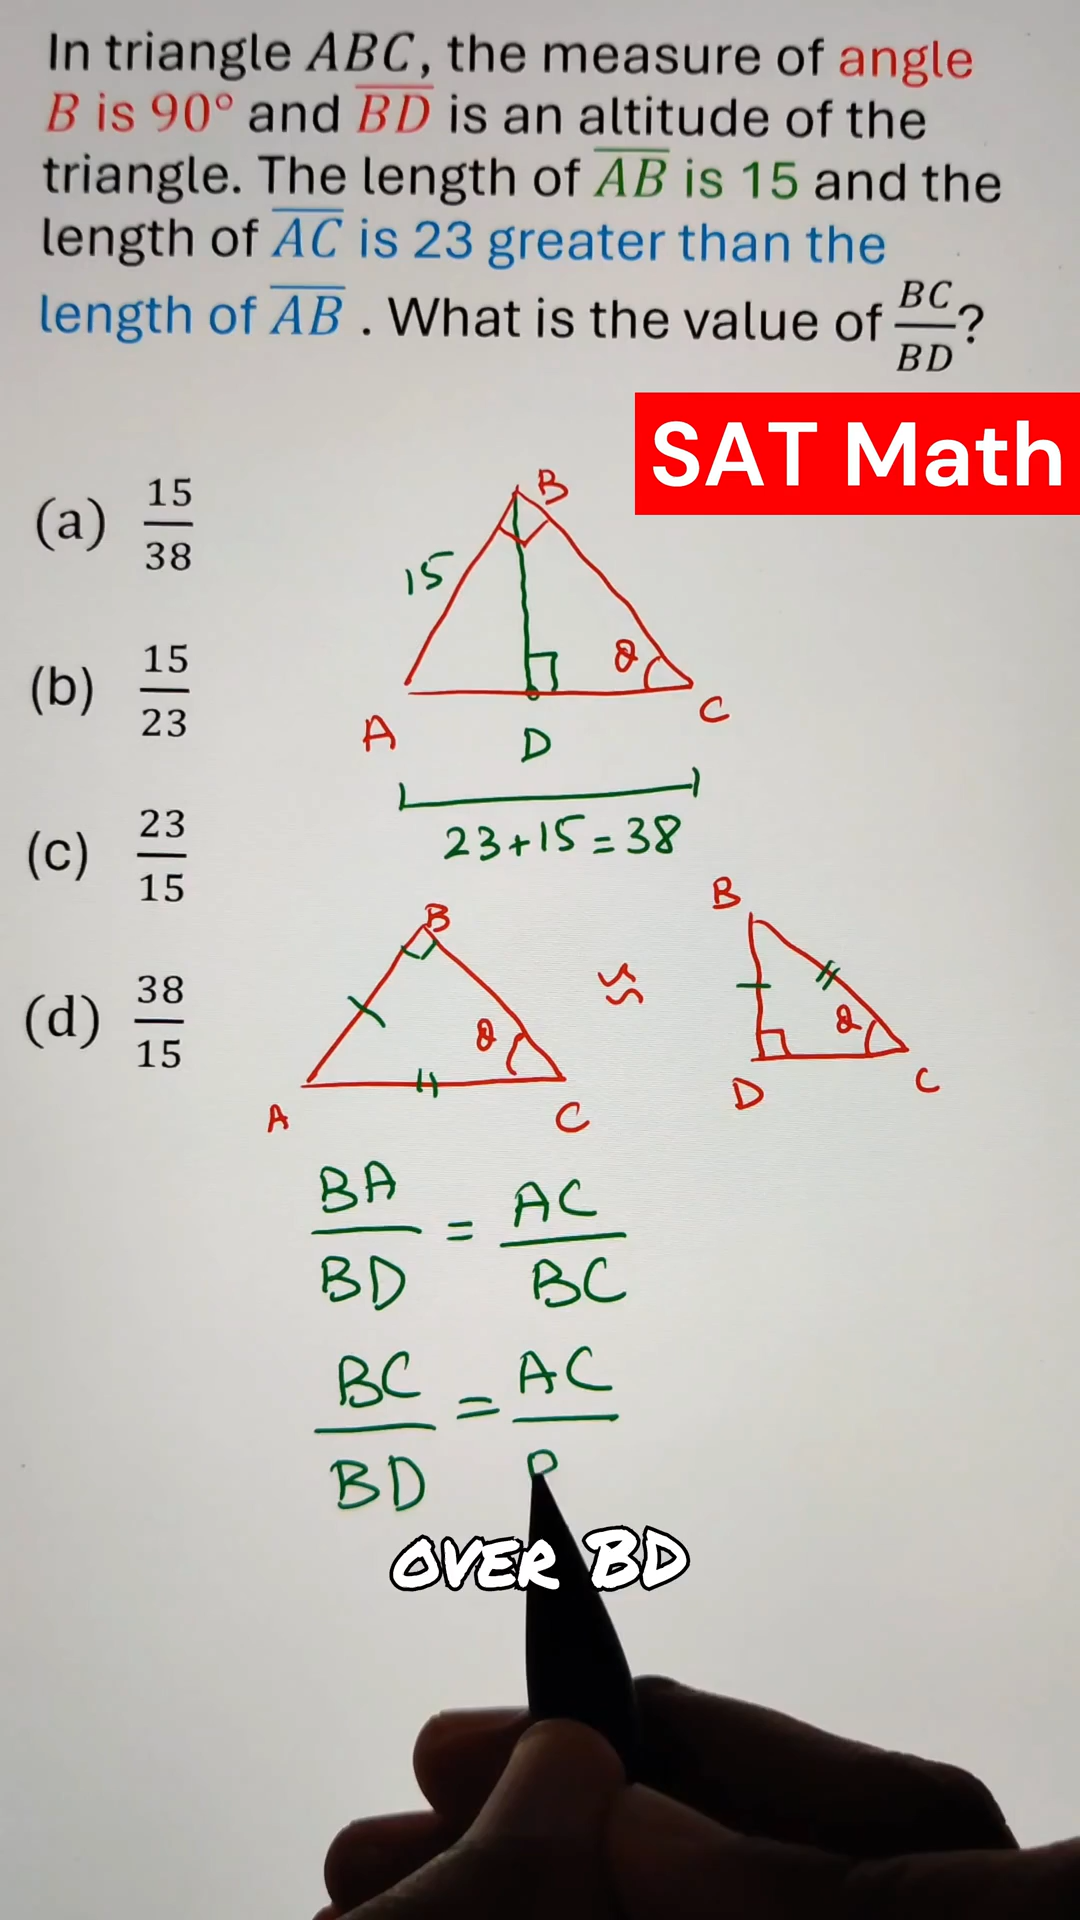 In triangle ABC, the measure of angle
B is 90° and BD is an altitude of the
triangle. The length of AB is 15 and the
length of AC is 23 greater than the
length of AB . What is the value of BC/BD?
SAT Math
(a) 15/38
(b) 15/23
(c) 23/15
(d) 38/15
B
15
θ
A
D
C
23+15=38
B
θ
A
C
≈
B
θ
D
C
BA/BD = AC/BC
BC/BD = AC/
OVER BD